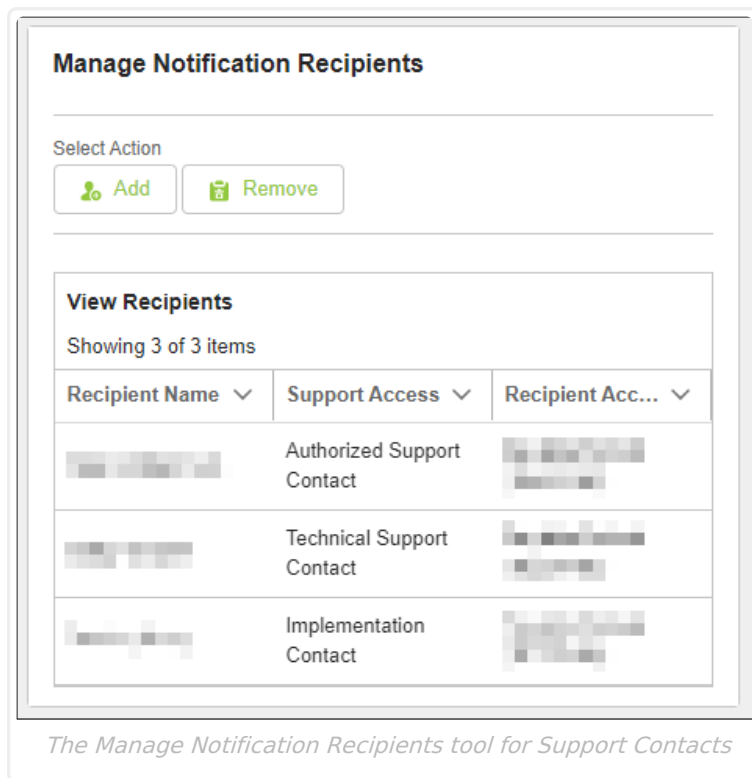 Manage Notification Recipients
Select Action
Add Remove
View Recipients
Showing 3 of 3 items
Recipient Name Support Access Recipient Acc...
Authorized Support
Contact
Technical Support
Contact
Implementation
Contact
The Manage Notification Recipients tool for Support Contacts